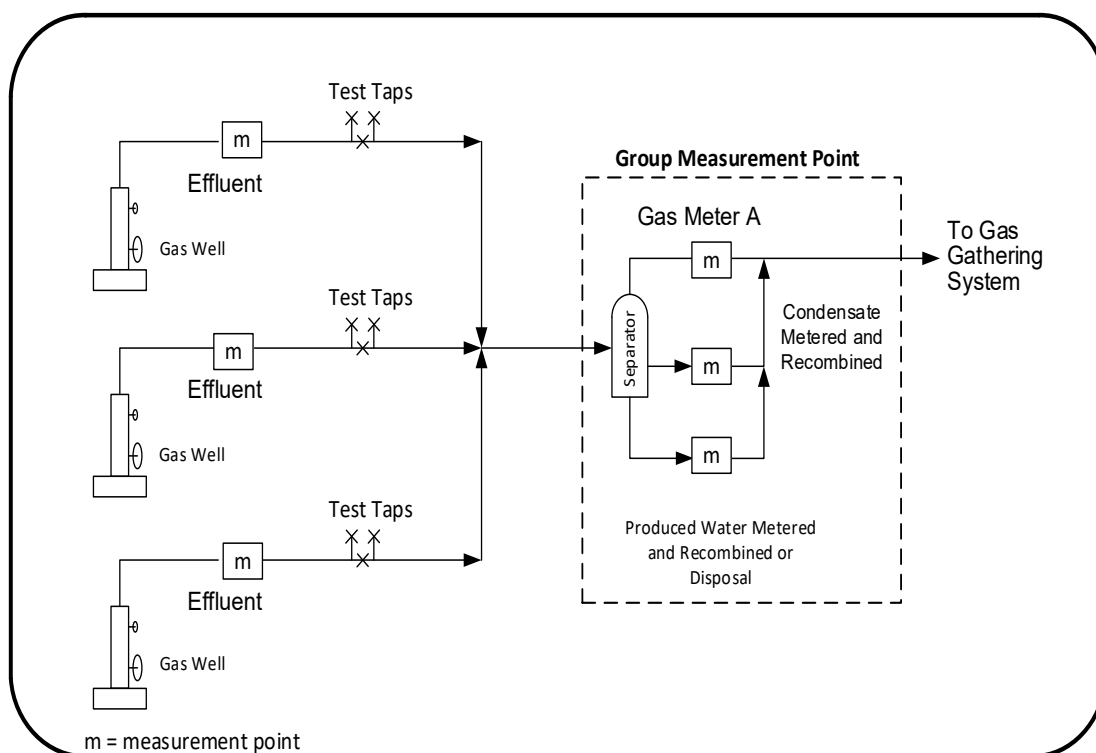 Test Taps
m
Effluent
Gas Well
Test Taps
m
Effluent
Gas Well
Test Taps
m
Effluent
Gas Well
m = measurement point
Group Measurement Point
Gas Meter A
m
Separator
m
m
Condensate
Metered and
Recombined
Produced Water Metered
and Recombined or
Disposal
To Gas
Gathering
System